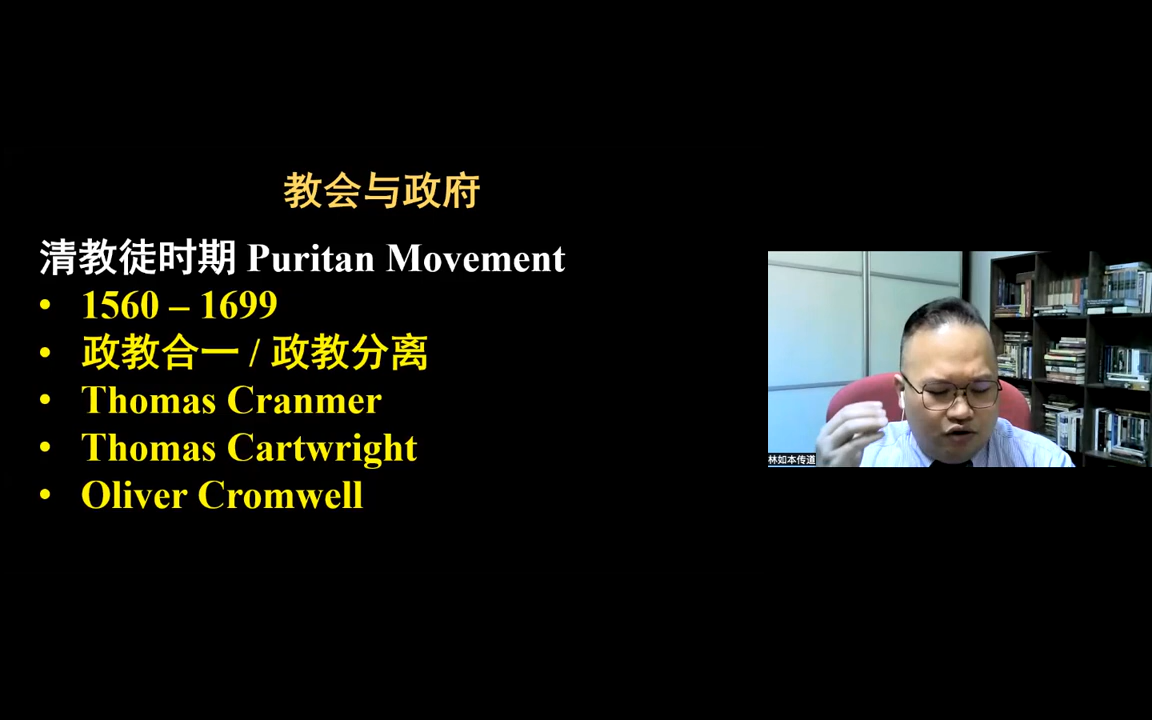 教会与政府
清教徒时期 Puritan Movement
• 1560 – 1699
• 政教合一 / 政教分离
• Thomas Cranmer
• Thomas Cartwright
• Oliver Cromwell
林如本传道